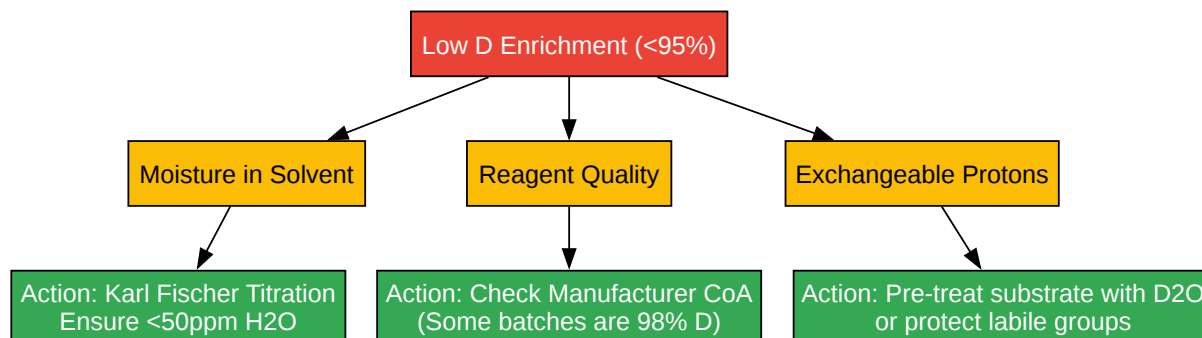 Low D Enrichment (<95%)
Moisture in Solvent
Reagent Quality
Exchangeable Protons
Action: Karl Fischer Titration
Ensure <50ppm H2O
Action: Check Manufacturer CoA
(Some batches are 98% D)
Action: Pre-treat substrate with D2O
or protect labile groups